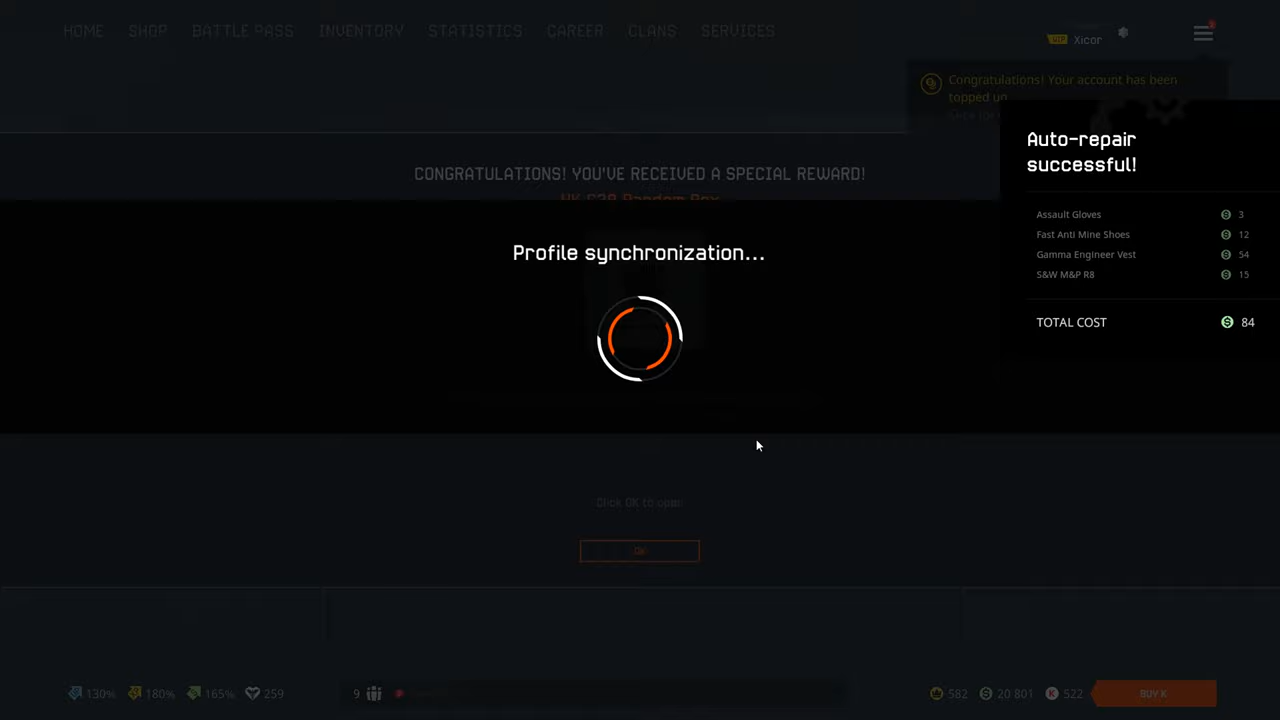 HOME SHOP BATTLE PASS INVENTORY STATISTICS CAREER CLANS SERVICES
Xicor
Congratulations! Your account has been
topped up
Auto-repair
successful!
CONGRATULATIONS! YOU'VE RECEIVED A SPECIAL REWARD!
Random Box
Assault Gloves 3
Fast Anti Mine Shoes 12
Gamma Engineer Vest 54
S&W M&P R8 15
TOTAL COST 84
Profile synchronization...
Click OK to open
OK
130% 180% 165% 259
9
582 20 801 K 522 BUY K